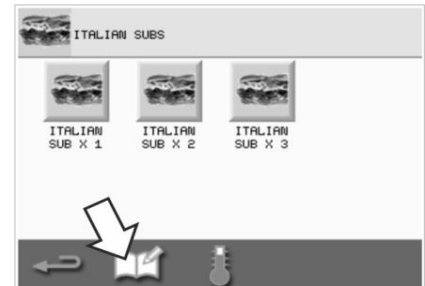 ITALIAN SUBS
ITALIAN
SUB X 1
ITALIAN
SUB X 2
ITALIAN
SUB X 3